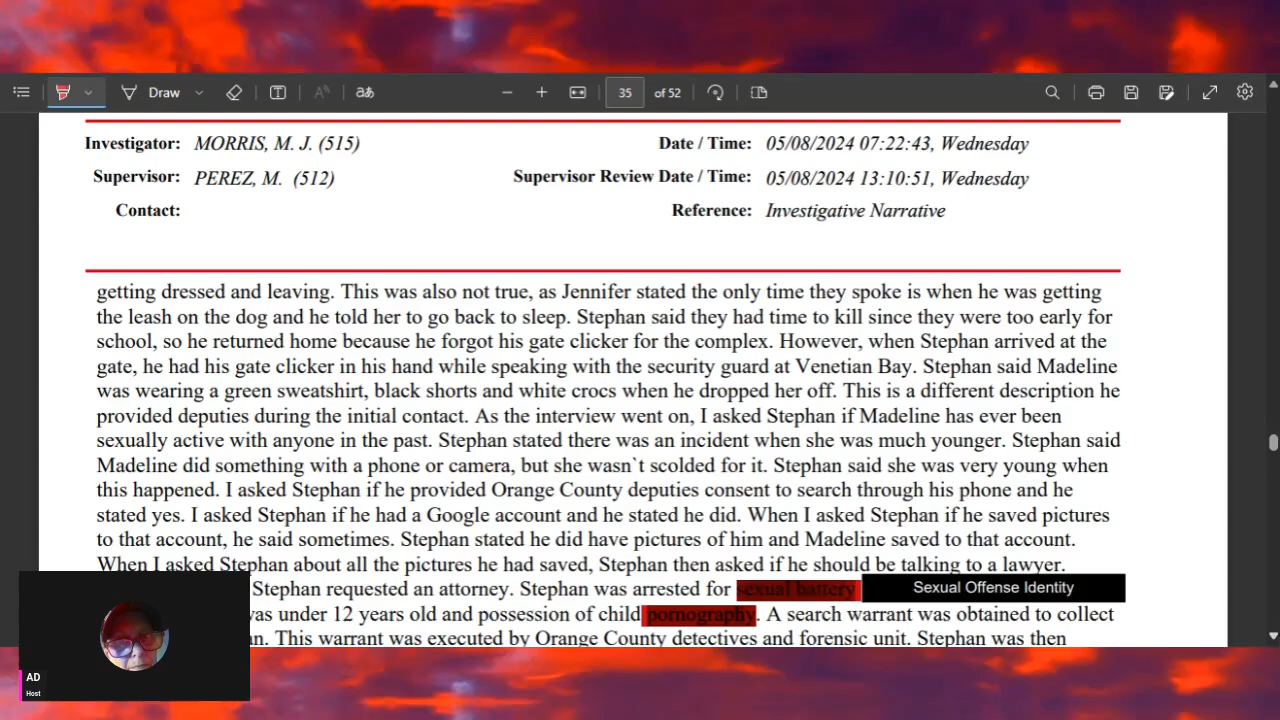 Draw
35 of 52
Investigator: MORRIS, M. J. (515) Date / Time: 05/08/2024 07:22:43, Wednesday
Supervisor: PEREZ, M. (512) Supervisor Review Date / Time: 05/08/2024 13:10:51, Wednesday
Contact: Reference: Investigative Narrative
getting dressed and leaving. This was also not true, as Jennifer stated the only time they spoke is when he was getting
the leash on the dog and he told her to go back to sleep. Stephan said they had time to kill since they were too early for
school, so he returned home because he forgot his gate clicker for the complex. However, when Stephan arrived at the
gate, he had his gate clicker in his hand while speaking with the security guard at Venetian Bay. Stephan said Madeline
was wearing a green sweatshirt, black shorts and white crocs when he dropped her off. This is a different description he
provided deputies during the initial contact. As the interview went on, I asked Stephan if Madeline has ever been
sexually active with anyone in the past. Stephan stated there was an incident when she was much younger. Stephan said
Madeline did something with a phone or camera, but she wasn`t scolded for it. Stephan said she was very young when
this happened. I asked Stephan if he provided Orange County deputies consent to search through his phone and he
stated yes. I asked Stephan if he had a Google account and he stated he did. When I asked Stephan if he saved pictures
to that account, he said sometimes. Stephan stated he did have pictures of him and Madeline saved to that account.
When I asked Stephan about all the pictures he had saved, Stephan then asked if he should be talking to a lawyer.
Stephan requested an attorney. Stephan was arrested for sexual battery Sexual Offense Identity
was under 12 years old and possession of child pornography. A search warrant was obtained to collect
This warrant was executed by Orange County detectives and forensic unit. Stephan was then
AD
Host